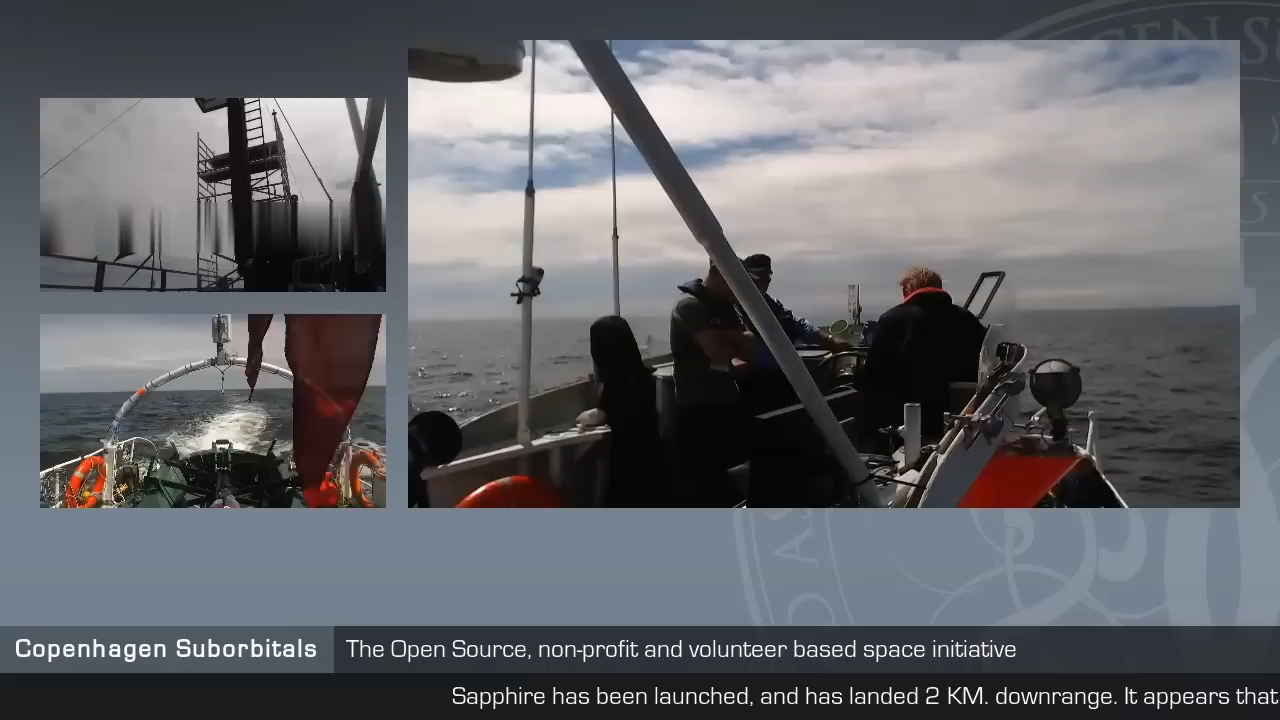 Copenhagen Suborbitals
The Open Source, non-profit and volunteer based space initiative
Sapphire has been launched, and has landed 2 KM. downrange. It appears that